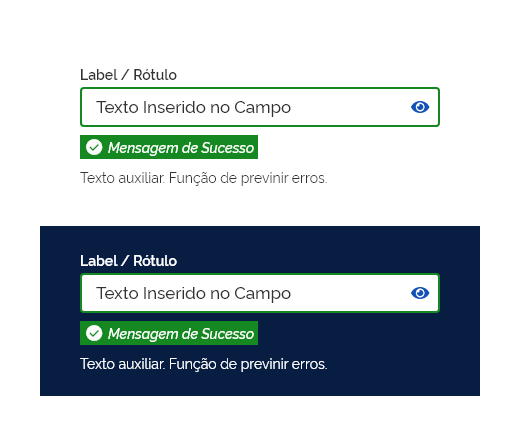 Label / Rótulo
Texto Inserido no Campo
Mensagem de Sucesso
Texto auxiliar. Função de previnir erros.
Label / Rótulo
Texto Inserido no Campo
Mensagem de Sucesso
Texto auxiliar. Função de previnir erros.